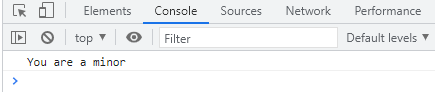 Elements Console Sources Network Performance
top Filter Default levels
You are a minor